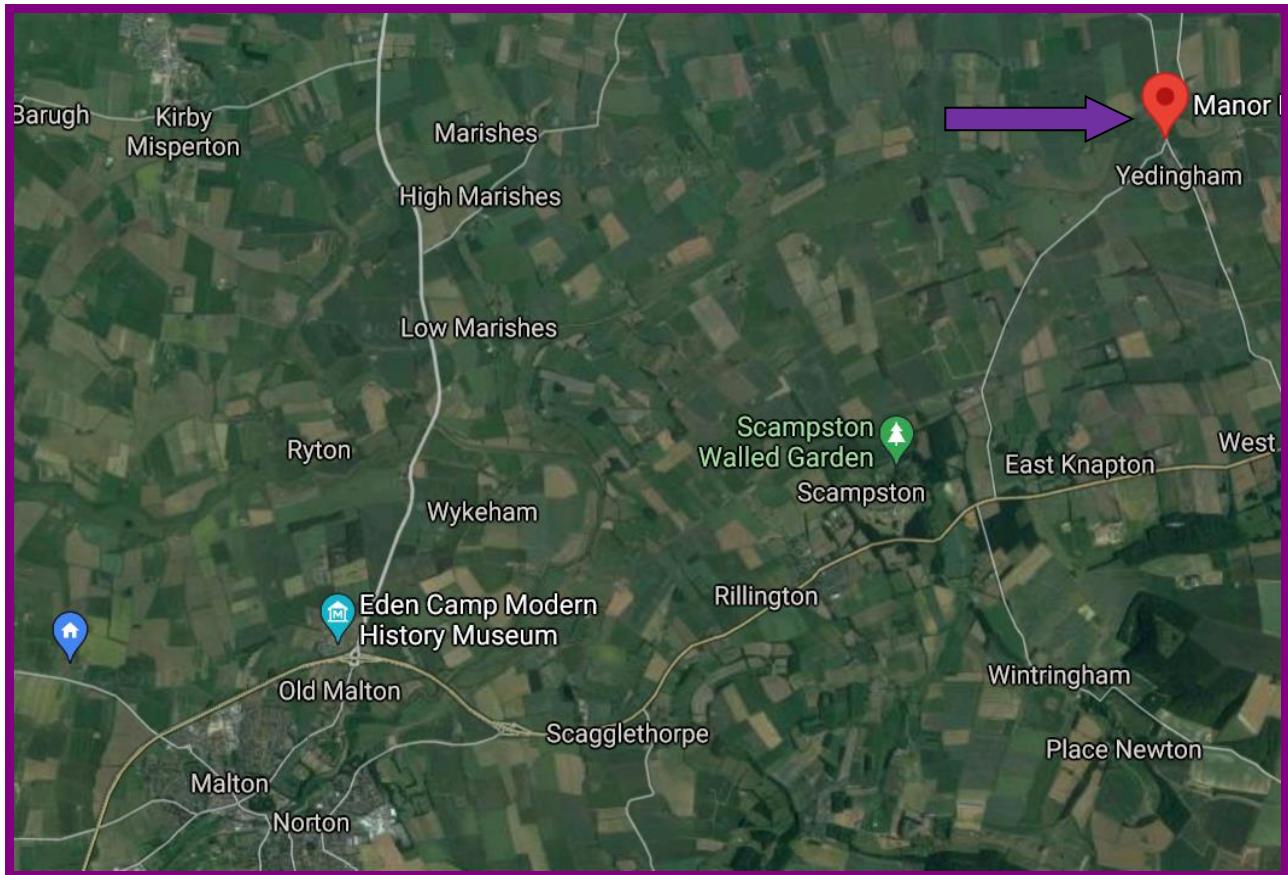 Barugh
Kirby
Misperton
Marishes
Manor
High Marishes
Yedingham
Low Marishes
Scampston
Walled Garden
Ryton
West
East Knapton
Scampston
Wykeham
Rillington
Eden Camp Modern
History Museum
Old Malton
Wintringham
Scagglethorpe
Place Newton
Malton
Norton